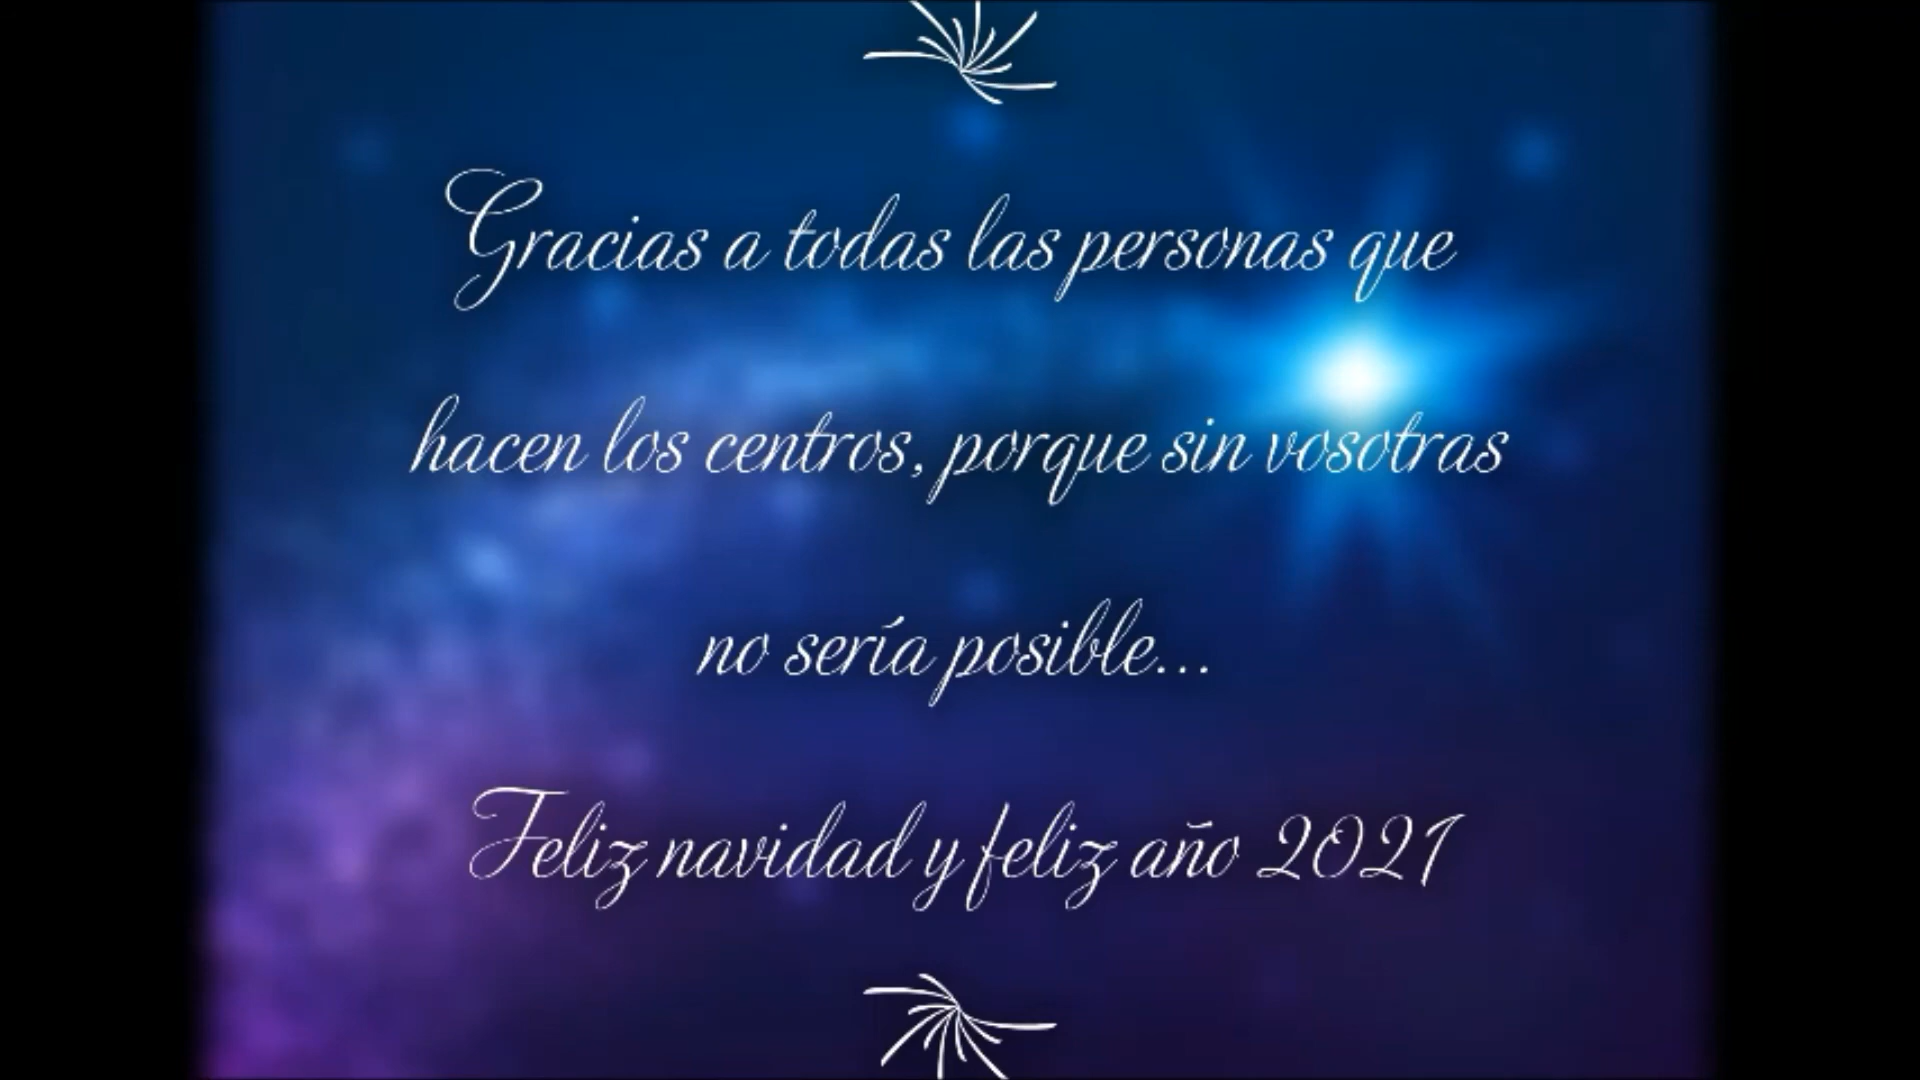 Gracias a todas las personas que
hacen los centros, porque sin vosotras
no sería posible...
Feliz navidad y feliz año 2021